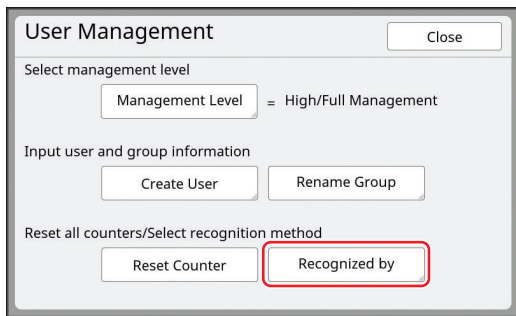 User Management
Close
Select management level
Management Level = High/Full Management
Input user and group information
Create User Rename Group
Reset all counters/Select recognition method
Reset Counter Recognized by